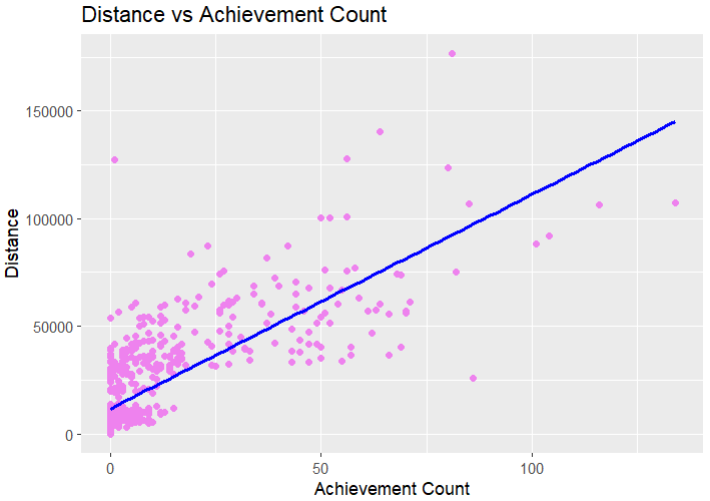 Distance vs Achievement Count
150000
100000
50000
0
Distance
0 50 100
Achievement Count